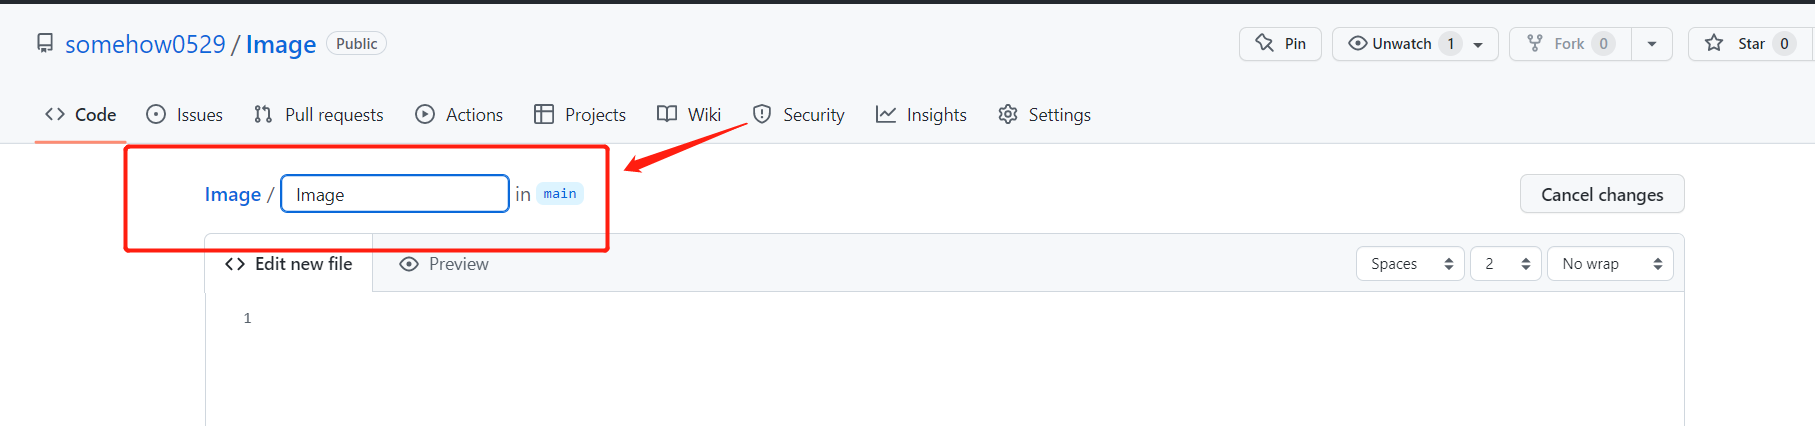 somehow0529 / Image Public Pin Unwatch 1 Fork 0 Star 0
Code Issues Pull requests Actions Projects Wiki Security Insights Settings
Image / Image in main Cancel changes
Edit new file Preview Spaces 2 No wrap
1